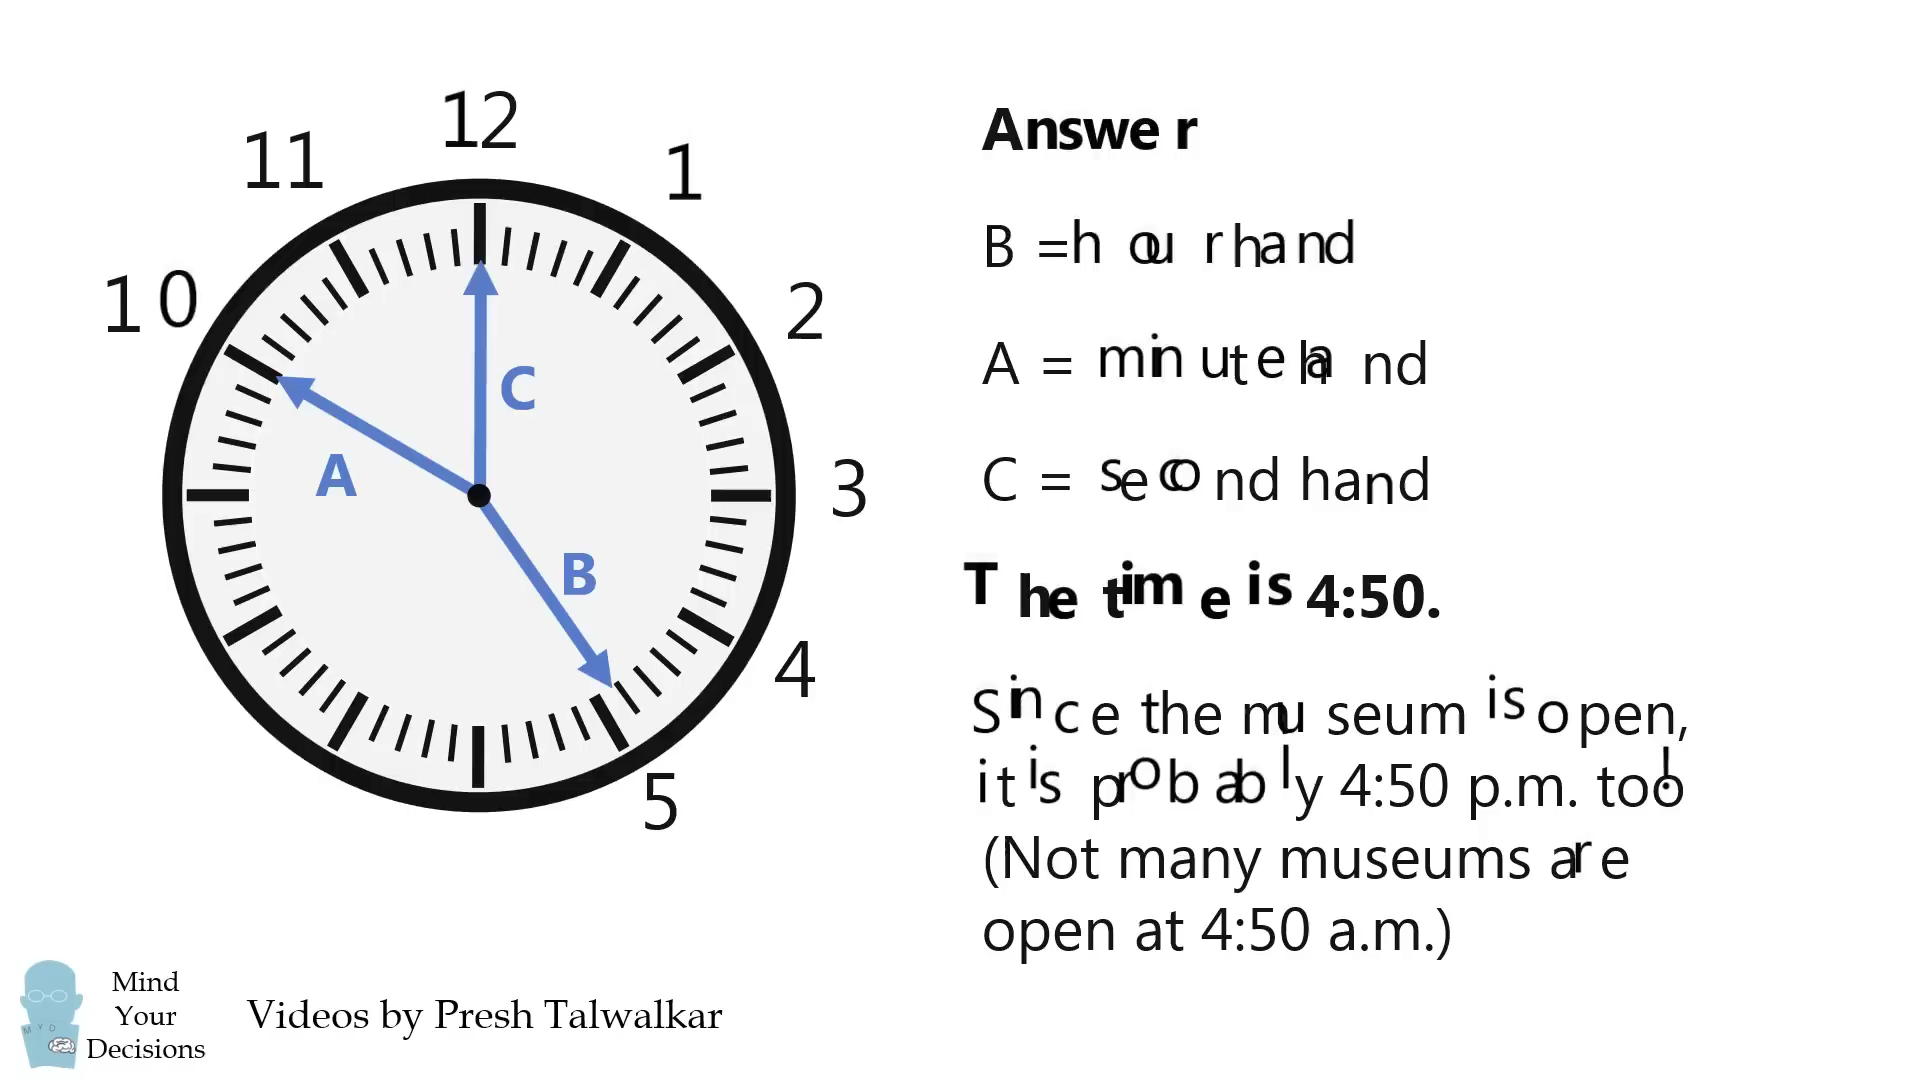 12
11
1
10
2
3
4
5
A
B
C
Answer
B = hour hand
A = minute hand
C = second hand
The time is 4:50.
Since the museum is open,
it is probably 4:50 p.m. too!
(Not many museums are
open at 4:50 a.m.)
M Y D
Mind
Your
Decisions
Videos by Presh Talwalkar